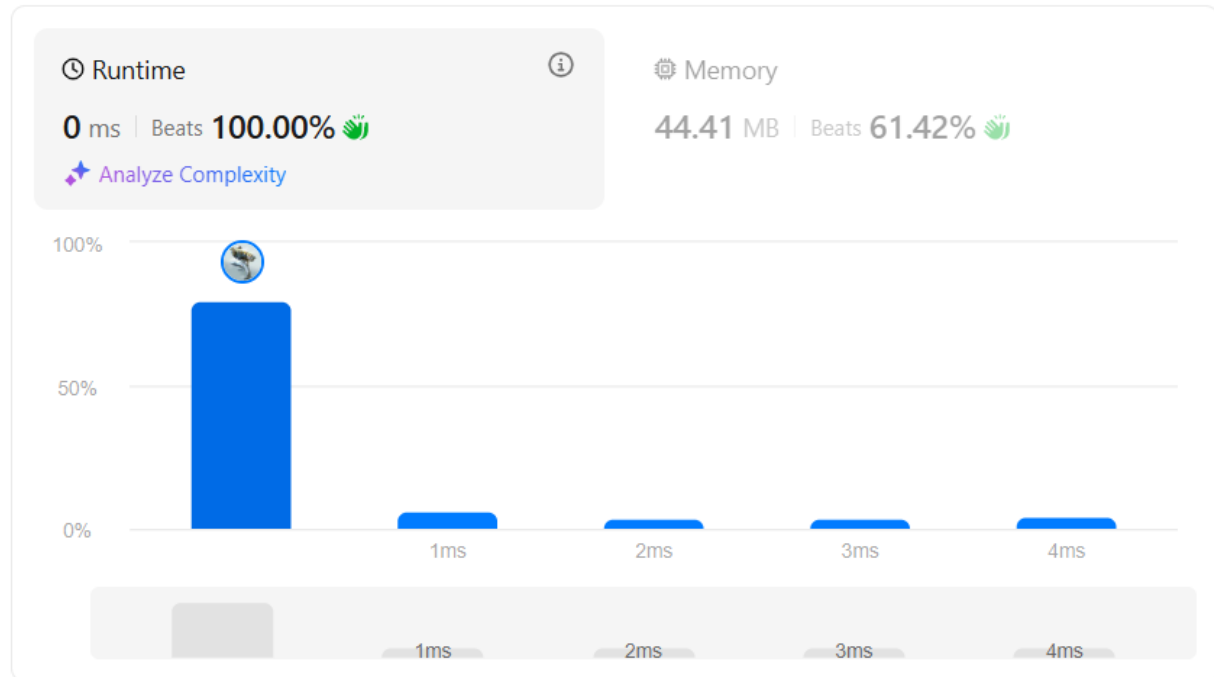 Runtime
0 ms Beats 100.00%
Analyze Complexity
Memory
44.41 MB Beats 61.42%
100%
50%
0%
1ms 2ms 3ms 4ms
1ms 2ms 3ms 4ms